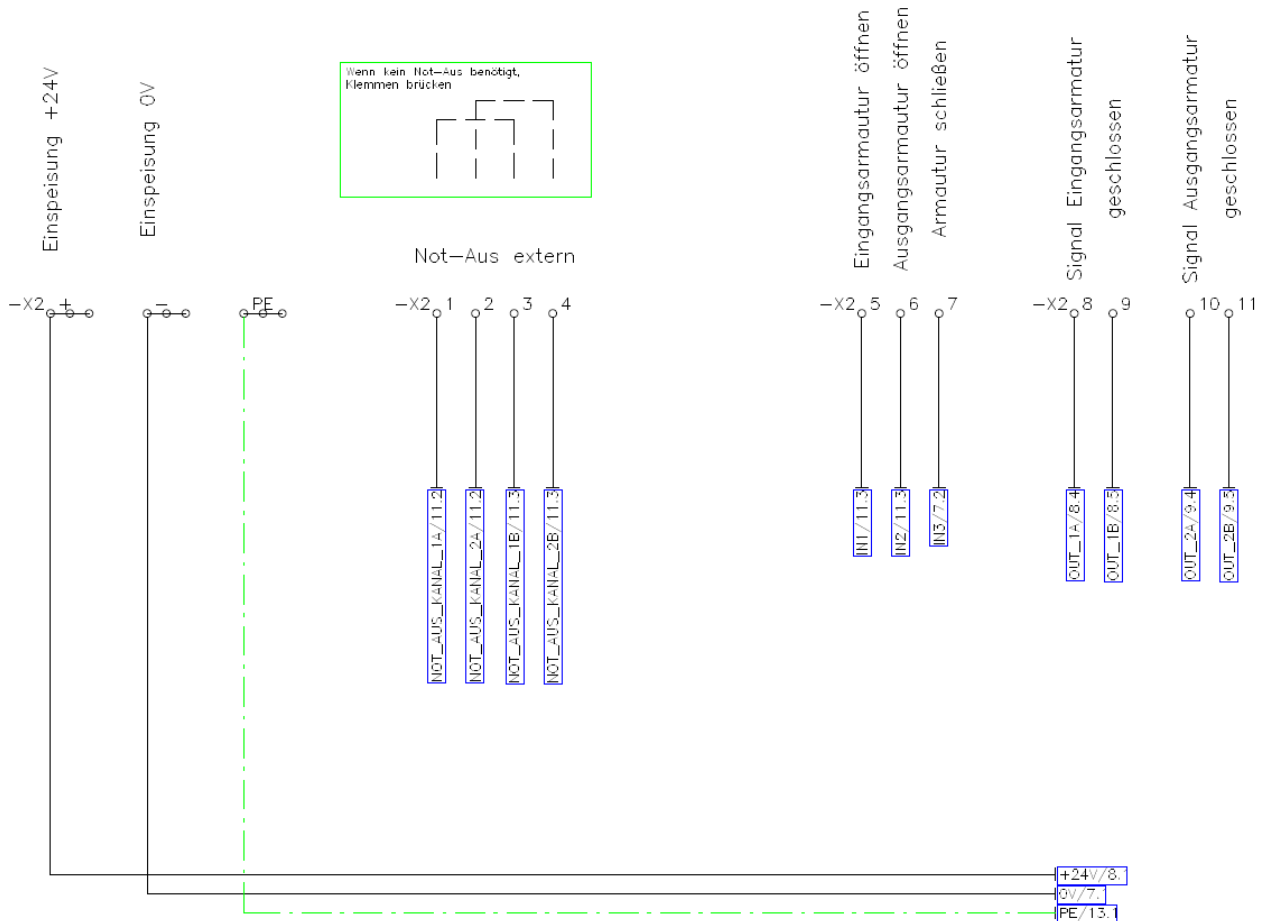 Einspeisung +24V
Einspeisung 0V
Wenn kein Not-Aus benötigt,
Klemmen brücken
Not-Aus extern
Eingangsarmautur öffnen
Ausgangsarmautur öffnen
Armautur schließen
Signal Eingangsarmatur
geschlossen
Signal Ausgangsarmatur
geschlossen
-X2 + - PE -X2 1 2 3 4 -X2 5 6 7 -X2 8 9 10 11
NOT_AUS_KANAL_1A/11.2
NOT_AUS_KANAL_2A/11.2
NOT_AUS_KANAL_1B/11.3
NOT_AUS_KANAL_2B/11.3
IN1/11.3
IN2/11.3
IN3/7.2
OUT_1A/8.4
OUT_1B/8.5
OUT_2A/9.4
OUT_2B/9.5
+24V/8.1
0V/7.1
PE/13.1